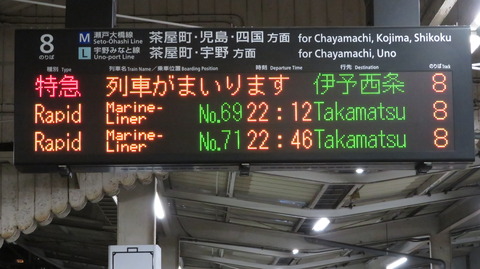 8 のりば M 瀬戸大橋線 Seto-Ohashi Line 茶屋町・児島・四国 方面 for Chayamachi, Kojima, Shikoku 8
L 宇野みなと線 Uno-port Line 茶屋町・宇野 方面 for Chayamachi, Uno
種別 Type 列車名 Train Name / 乗車位置 Boarding Position 時刻 Departure Time 行先 Destination のりば Track
特急 列車がまいります 伊予西条 8
Rapid Marine-Liner No.69 22:12 Takamatsu 8
Rapid Marine-Liner No.71 22:46 Takamatsu 8